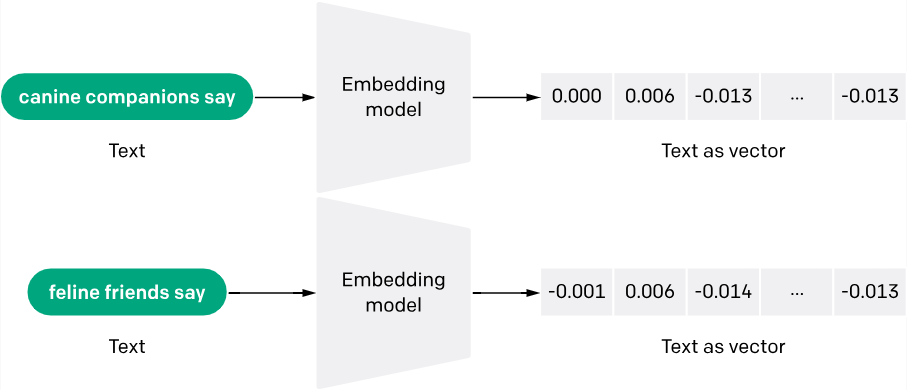 canine companions say
Embedding
model
0.000 0.006 -0.013 ... -0.013
Text
Text as vector
feline friends say
Embedding
model
-0.001 0.006 -0.014 ... -0.013
Text
Text as vector